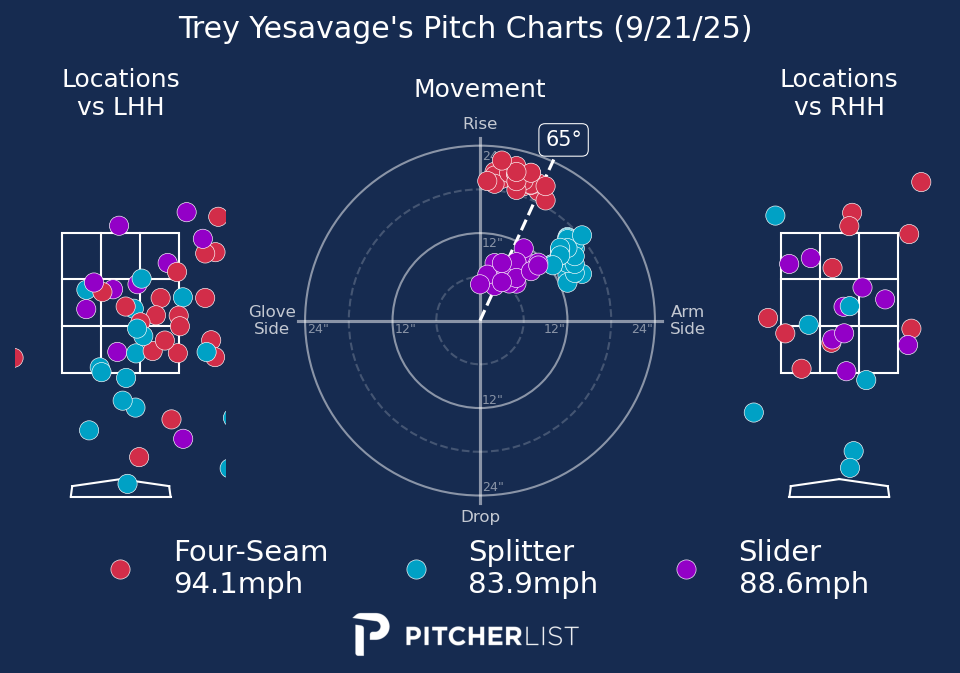 Trey Yesavage's Pitch Charts (9/21/25)
Locations
vs LHH
Movement
Locations
vs RHH
Rise
65°
24"
12"
Glove
Side
24"
12"
12"
24"
Arm
Side
12"
24"
Drop
Four-Seam
94.1mph
Splitter
83.9mph
Slider
88.6mph
PITCHERLIST